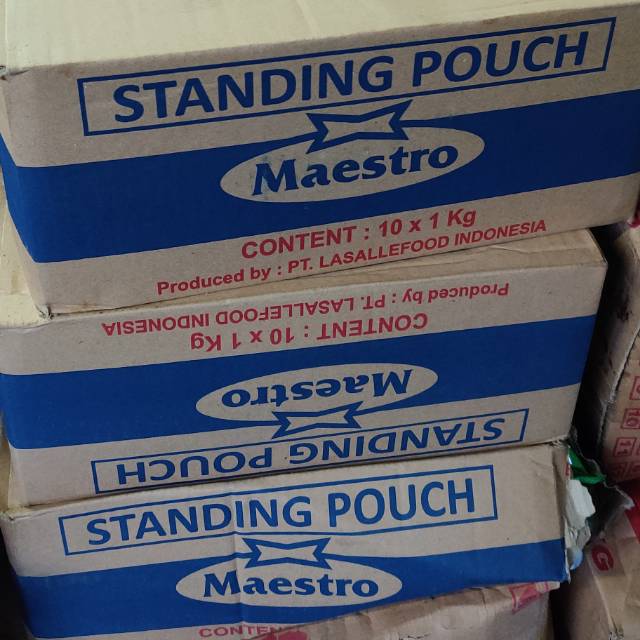 STANDING POUCH
Maestro
CONTENT : 10 x 1 Kg
Produced by : PT. LASALLEFOOD INDONESIA
Produced by : PT. LASALLEFOOD INDONESIA
CONTENT : 10 x 1 Kg
Maestro
STANDING POUCH
STANDING POUCH
Maestro